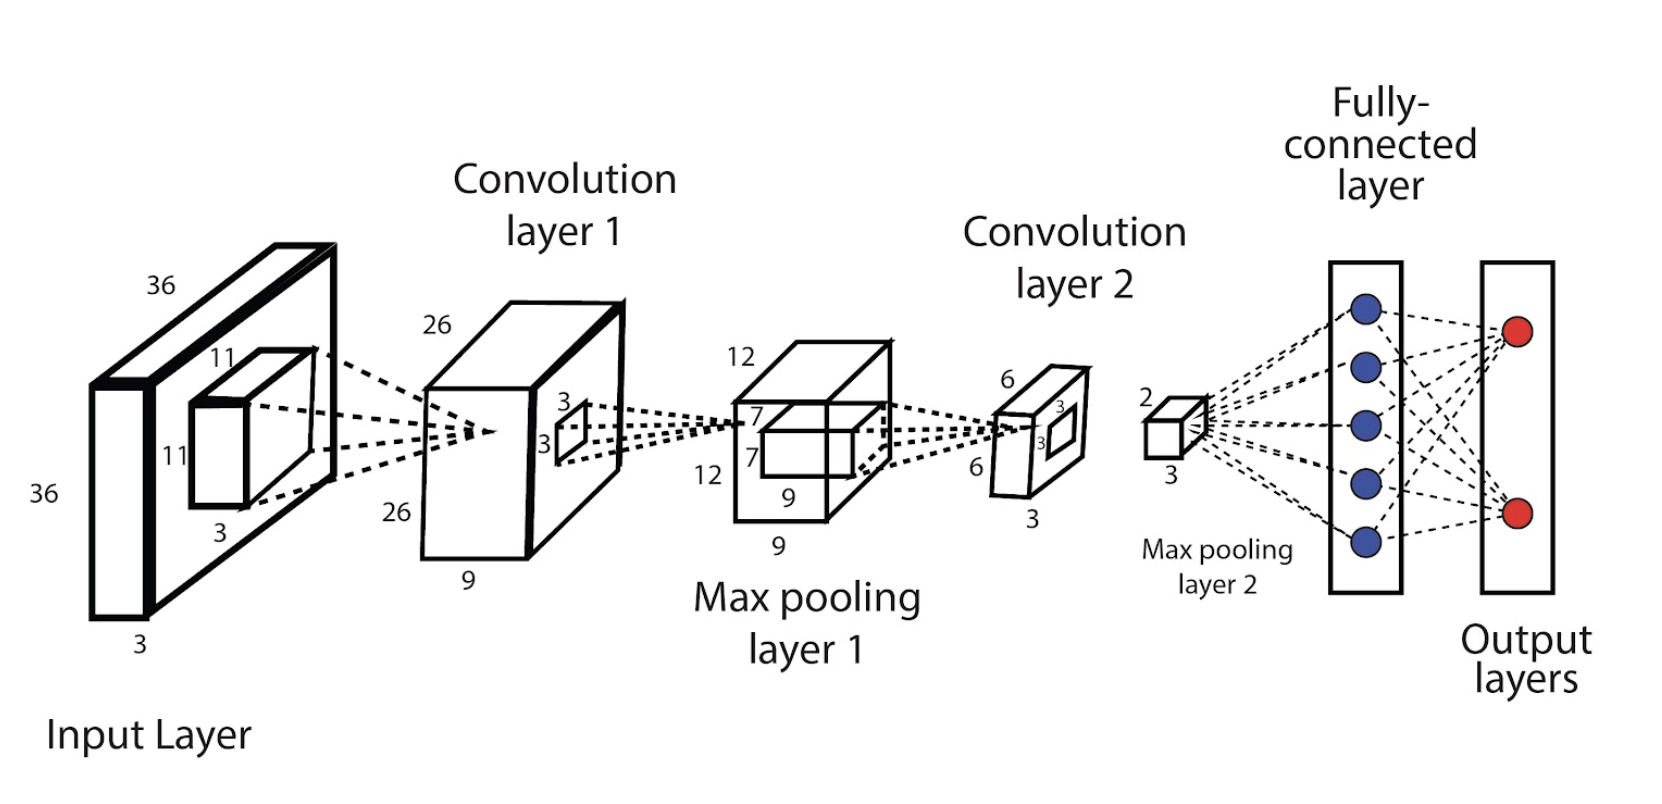 Input Layer
36
36
3
11
11
3
Convolution
layer 1
26
26
9
3
3
Max pooling
layer 1
12
12
9
7
7
9
Convolution
layer 2
6
6
3
3
3
Max pooling
layer 2
2
3
Fully-
connected
layer
Output
layers